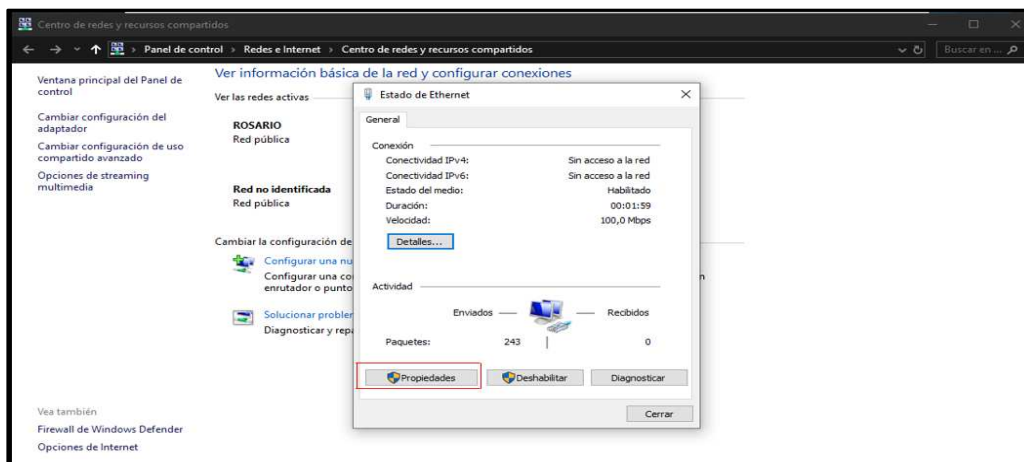 Centro de redes y recursos compartidos
Panel de control > Redes e Internet > Centro de redes y recursos compartidos
Buscar en ...
Ventana principal del Panel de
control
Cambiar configuración del
adaptador
Cambiar configuración de uso
compartido avanzado
Opciones de streaming
multimedia
Ver información básica de la red y configurar conexiones
Ver las redes activas
ROSARIO
Red pública
Red no identificada
Red pública
Cambiar la configuración de
Configurar una nu
Configurar una co
enrutador o punto
n
Solucionar probler
Diagnosticar y repa
Estado de Ethernet
General
Conexión
Conectividad IPv4: Sin acceso a la red
Conectividad IPv6: Sin acceso a la red
Estado del medio: Habilitado
Duración: 00:01:59
Velocidad: 100,0 Mbps
Detalles...
Actividad
Enviados — Recibidos
Paquetes: 243 | 0
Propiedades Deshabilitar Diagnosticar
Cerrar
Vea también
Firewall de Windows Defender
Opciones de Internet